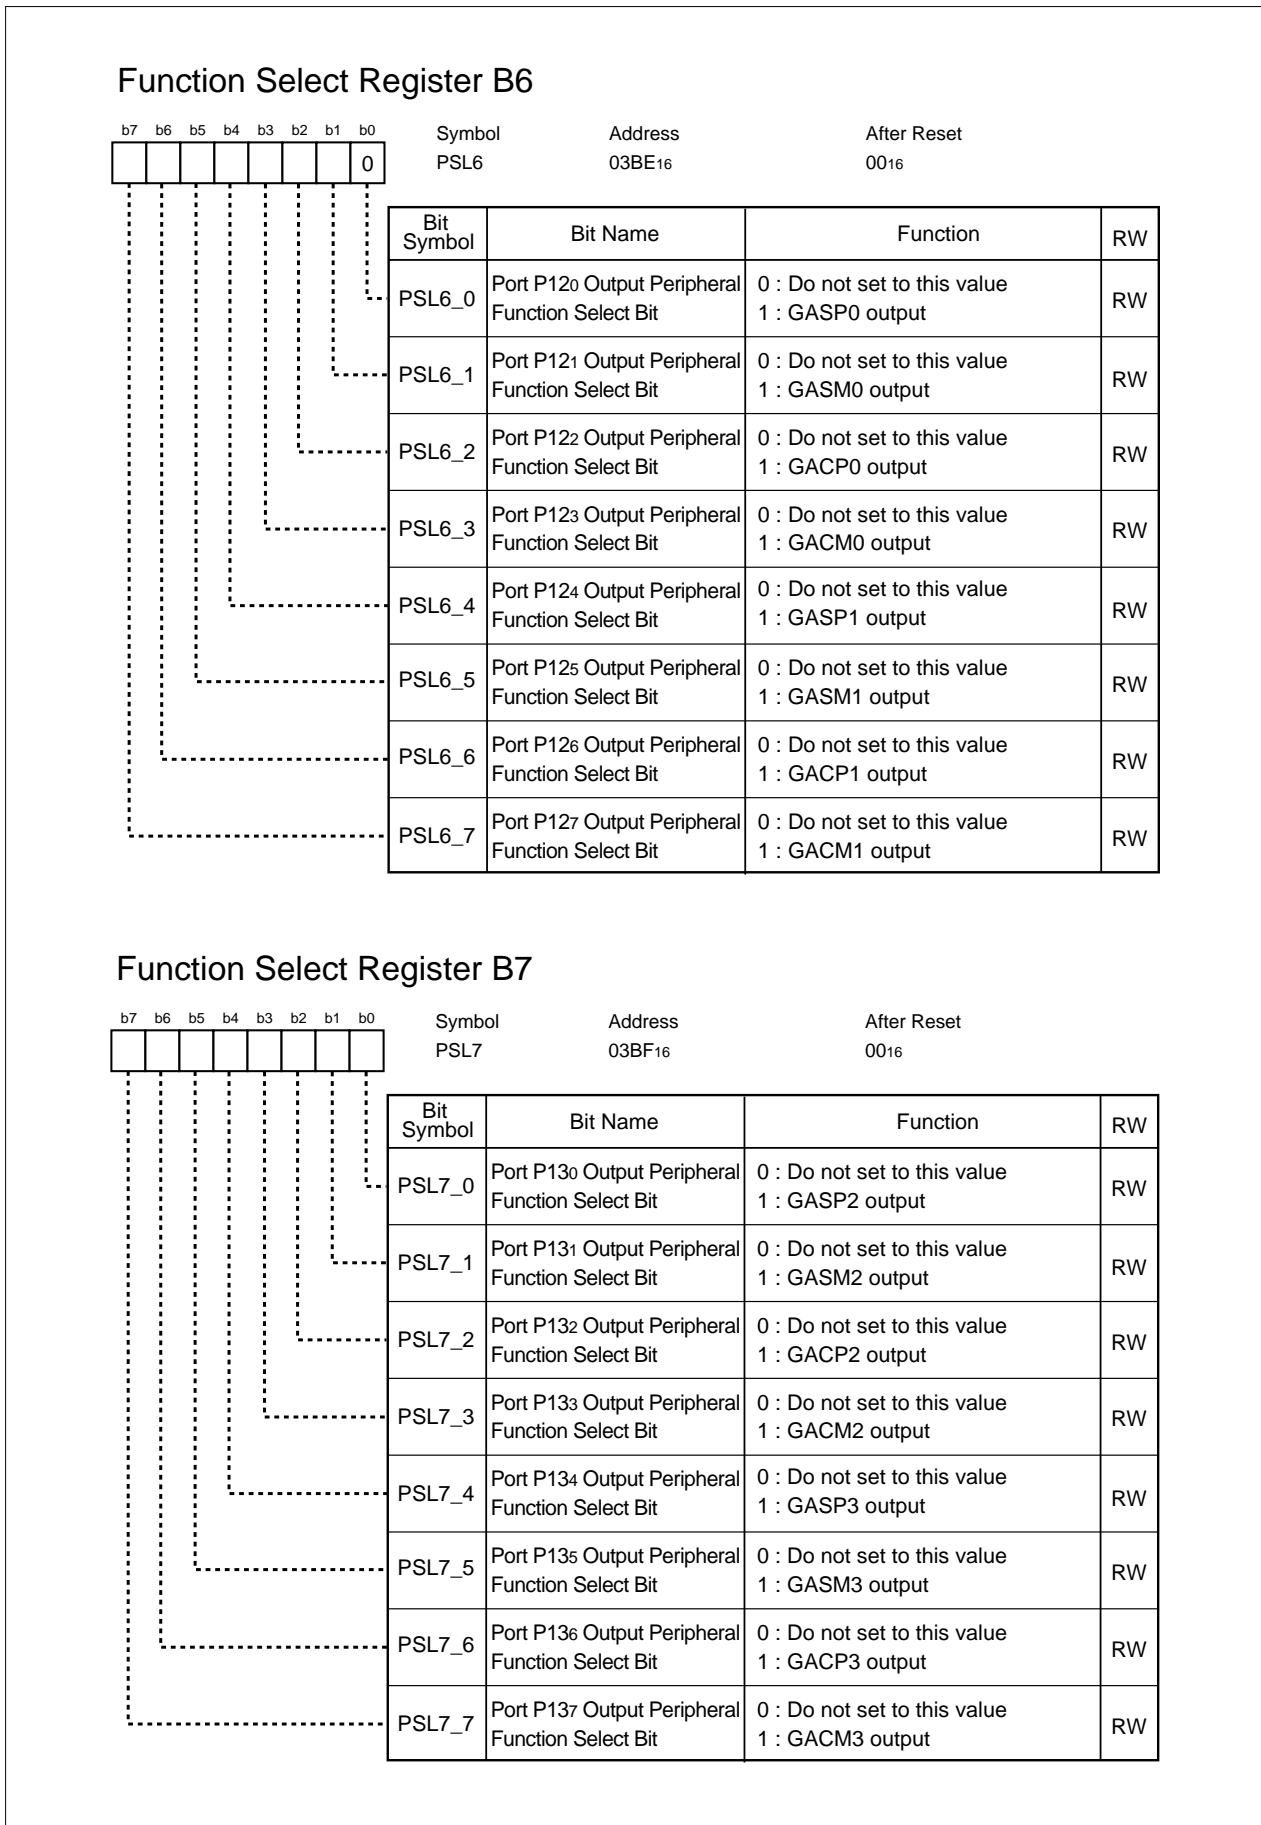 Function Select Register B6
b7 b6 b5 b4 b3 b2 b1 b0
Symbol Address After Reset
0
PSL6 03BE16 0016
Bit Symbol Bit Name Function RW
PSL6_0 Port P120 Output Peripheral Function Select Bit 0 : Do not set to this value 1 : GASP0 output RW
PSL6_1 Port P121 Output Peripheral Function Select Bit 0 : Do not set to this value 1 : GASM0 output RW
PSL6_2 Port P122 Output Peripheral Function Select Bit 0 : Do not set to this value 1 : GACP0 output RW
PSL6_3 Port P123 Output Peripheral Function Select Bit 0 : Do not set to this value 1 : GACM0 output RW
PSL6_4 Port P124 Output Peripheral Function Select Bit 0 : Do not set to this value 1 : GASP1 output RW
PSL6_5 Port P125 Output Peripheral Function Select Bit 0 : Do not set to this value 1 : GASM1 output RW
PSL6_6 Port P126 Output Peripheral Function Select Bit 0 : Do not set to this value 1 : GACP1 output RW
PSL6_7 Port P127 Output Peripheral Function Select Bit 0 : Do not set to this value 1 : GACM1 output RW
Function Select Register B7
b7 b6 b5 b4 b3 b2 b1 b0
Symbol Address After Reset
PSL7 03BF16 0016
Bit Symbol Bit Name Function RW
PSL7_0 Port P130 Output Peripheral Function Select Bit 0 : Do not set to this value 1 : GASP2 output RW
PSL7_1 Port P131 Output Peripheral Function Select Bit 0 : Do not set to this value 1 : GASM2 output RW
PSL7_2 Port P132 Output Peripheral Function Select Bit 0 : Do not set to this value 1 : GACP2 output RW
PSL7_3 Port P133 Output Peripheral Function Select Bit 0 : Do not set to this value 1 : GACM2 output RW
PSL7_4 Port P134 Output Peripheral Function Select Bit 0 : Do not set to this value 1 : GASP3 output RW
PSL7_5 Port P135 Output Peripheral Function Select Bit 0 : Do not set to this value 1 : GASM3 output RW
PSL7_6 Port P136 Output Peripheral Function Select Bit 0 : Do not set to this value 1 : GACP3 output RW
PSL7_7 Port P137 Output Peripheral Function Select Bit 0 : Do not set to this value 1 : GACM3 output RW